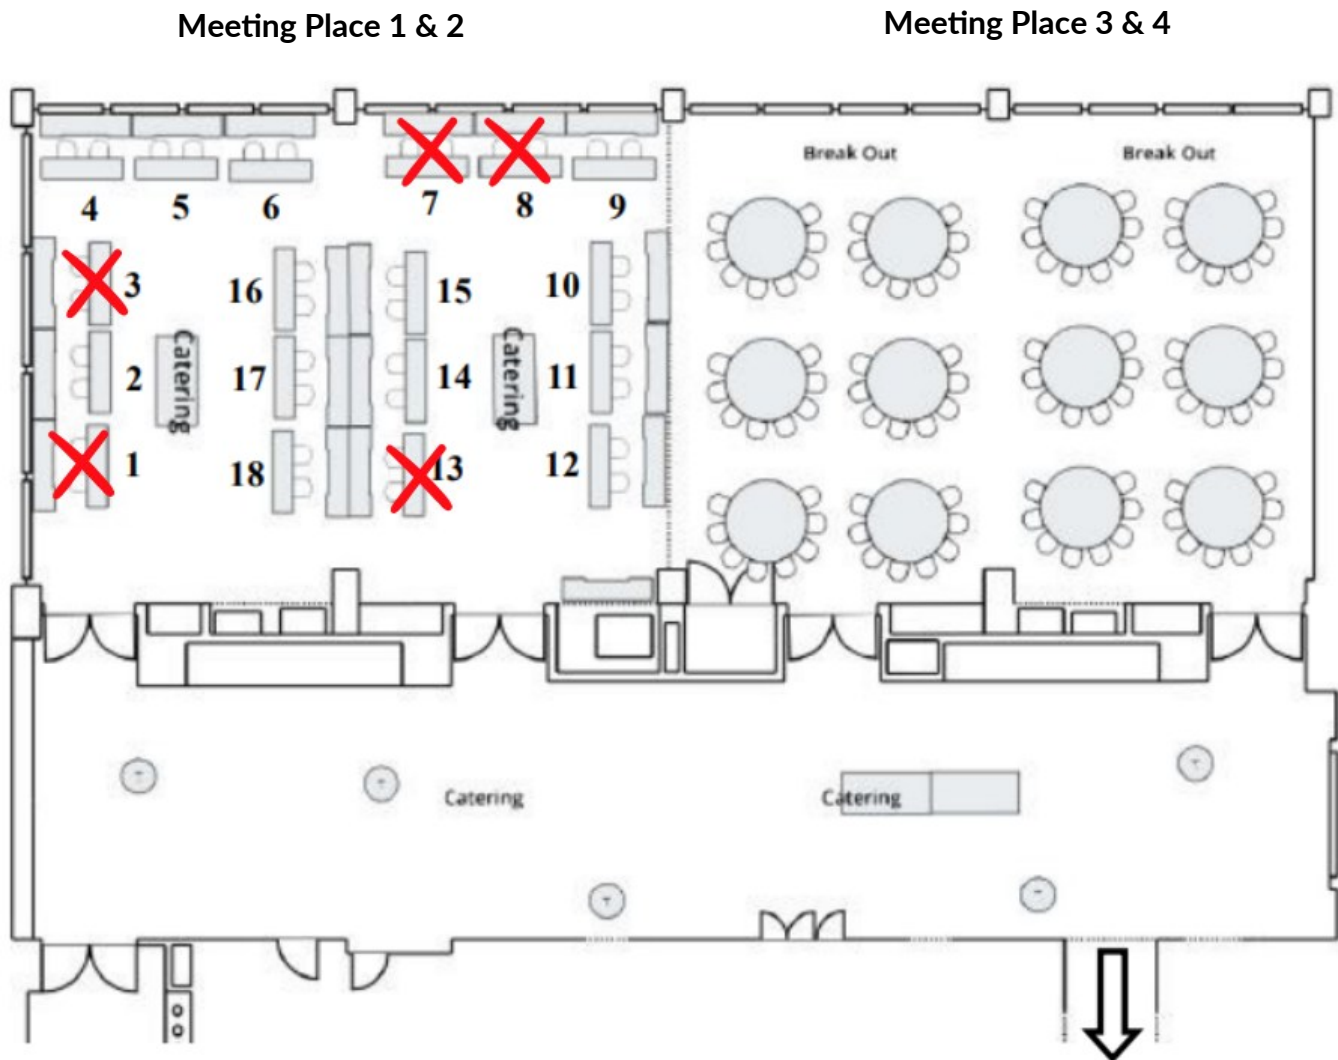 Meeting Place 1 & 2
Meeting Place 3 & 4
Break Out
Break Out
4 5 6
7 8 9
3
16
15
10
2
Catering
17
14
Catering
11
1
18
13
12
Catering
Catering